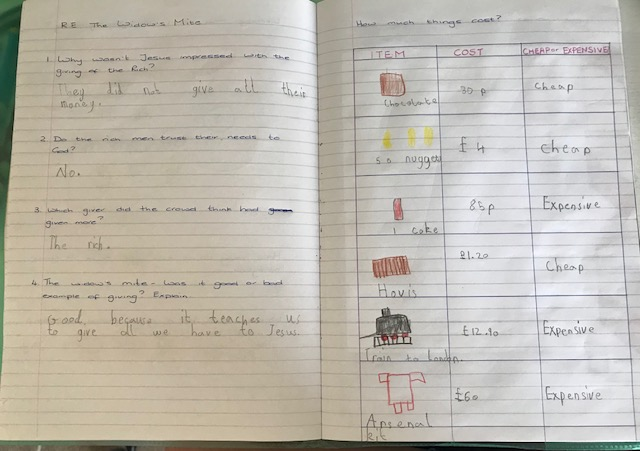 R.E The Widow's Mite
1. Why wasn't Jesus impressed with the
giving of the Rich?
They did not give all their
money.
2. Do the rich men trust their needs to
God?
No.
3. Which giver did the crowd think had
given more?
The rich.
4. The widow's mite - was it good or bad
example of giving? Explain
Good, because it teaches us
to give all we have to Jesus.
How much things cost?
ITEM COST CHEAP or EXPENSIVE
Chocolate 30p Cheap
nuggets £4 Cheap
1 coke 85p Expensive
Hovis £1.20 Cheap
Train to London. £12.90 Expensive
Arsenal £60 Expensive
kit